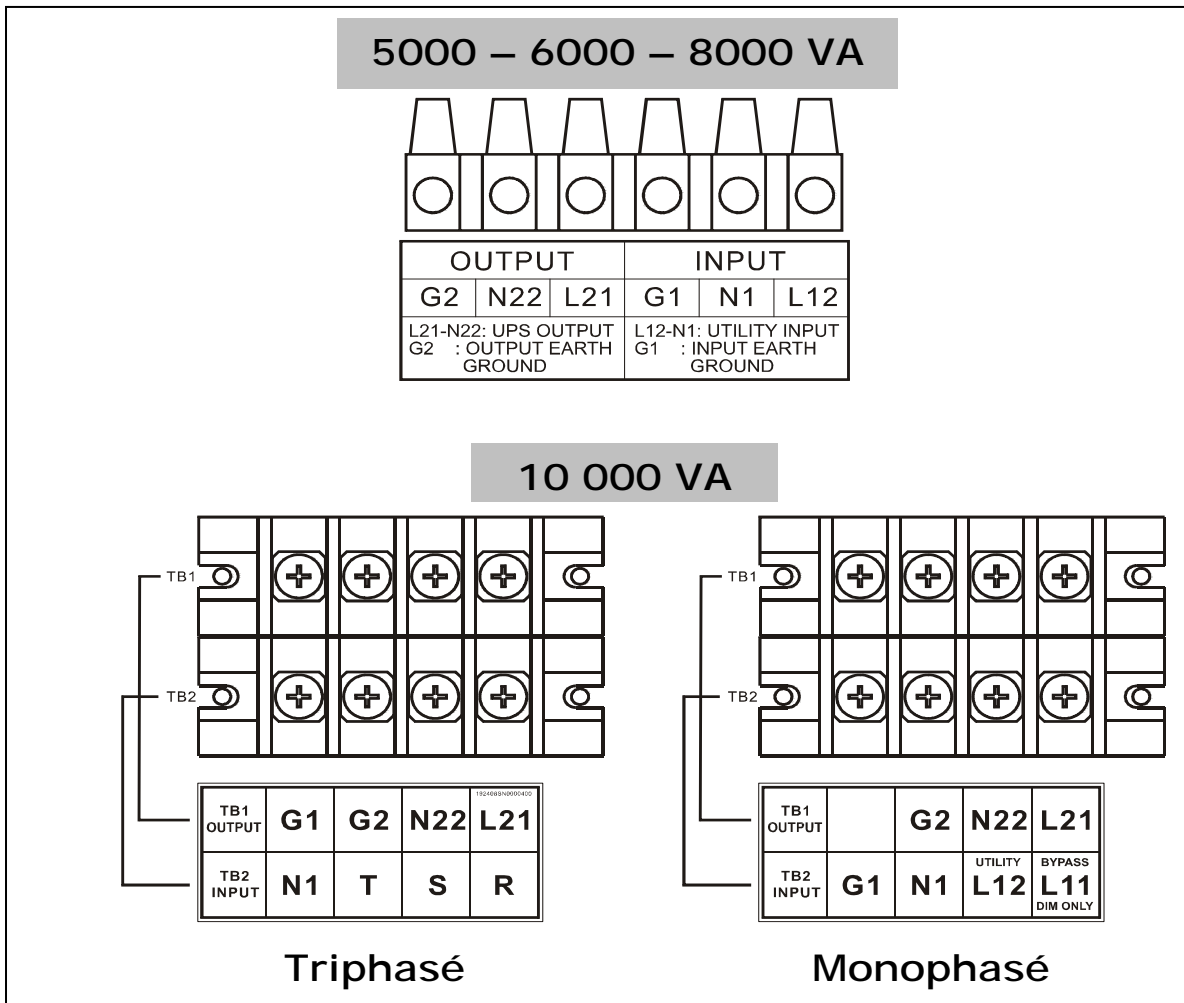 5000 – 6000 – 8000 VA
OUTPUT INPUT
G2 N22 L21 G1 N1 L12
L21-N22: UPS OUTPUT
G2 : OUTPUT EARTH
GROUND
L12-N1: UTILITY INPUT
G1 : INPUT EARTH
GROUND
10 000 VA
TB1
TB2
192406SN0000400
TB1
OUTPUT G1 G2 N22 L21
TB2
INPUT N1 T S R
Triphasé
TB1
TB2
TB1
OUTPUT G2 N22 L21
TB2
INPUT G1 N1 UTILITY
L12 BYPASS
L11
DIM ONLY
Monophasé